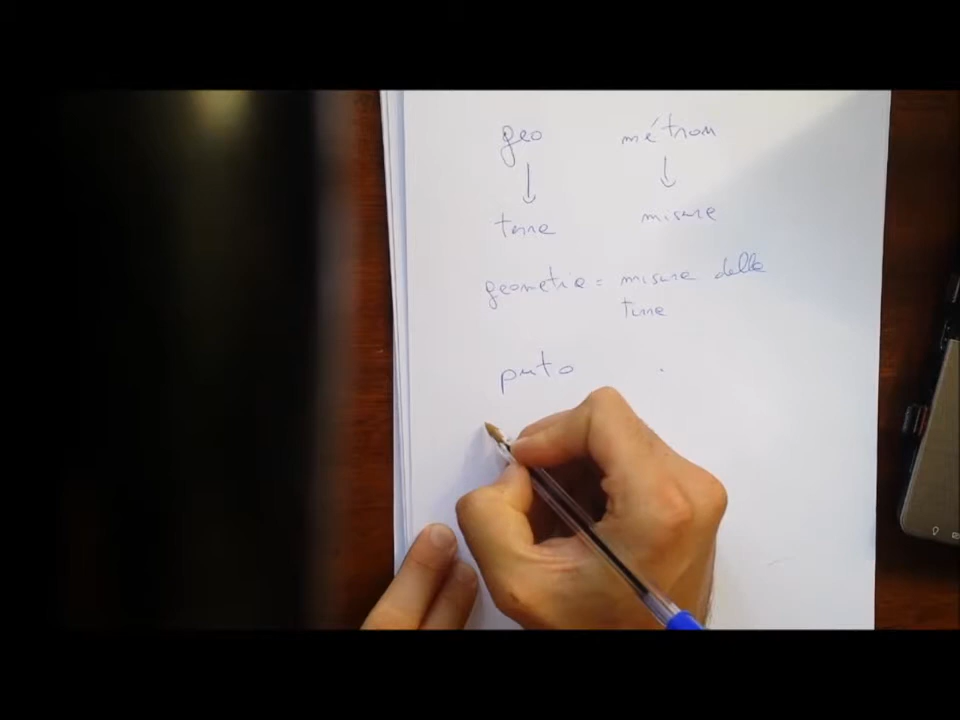 geo métron
terra misura
geometria = misura della
terra
punto .